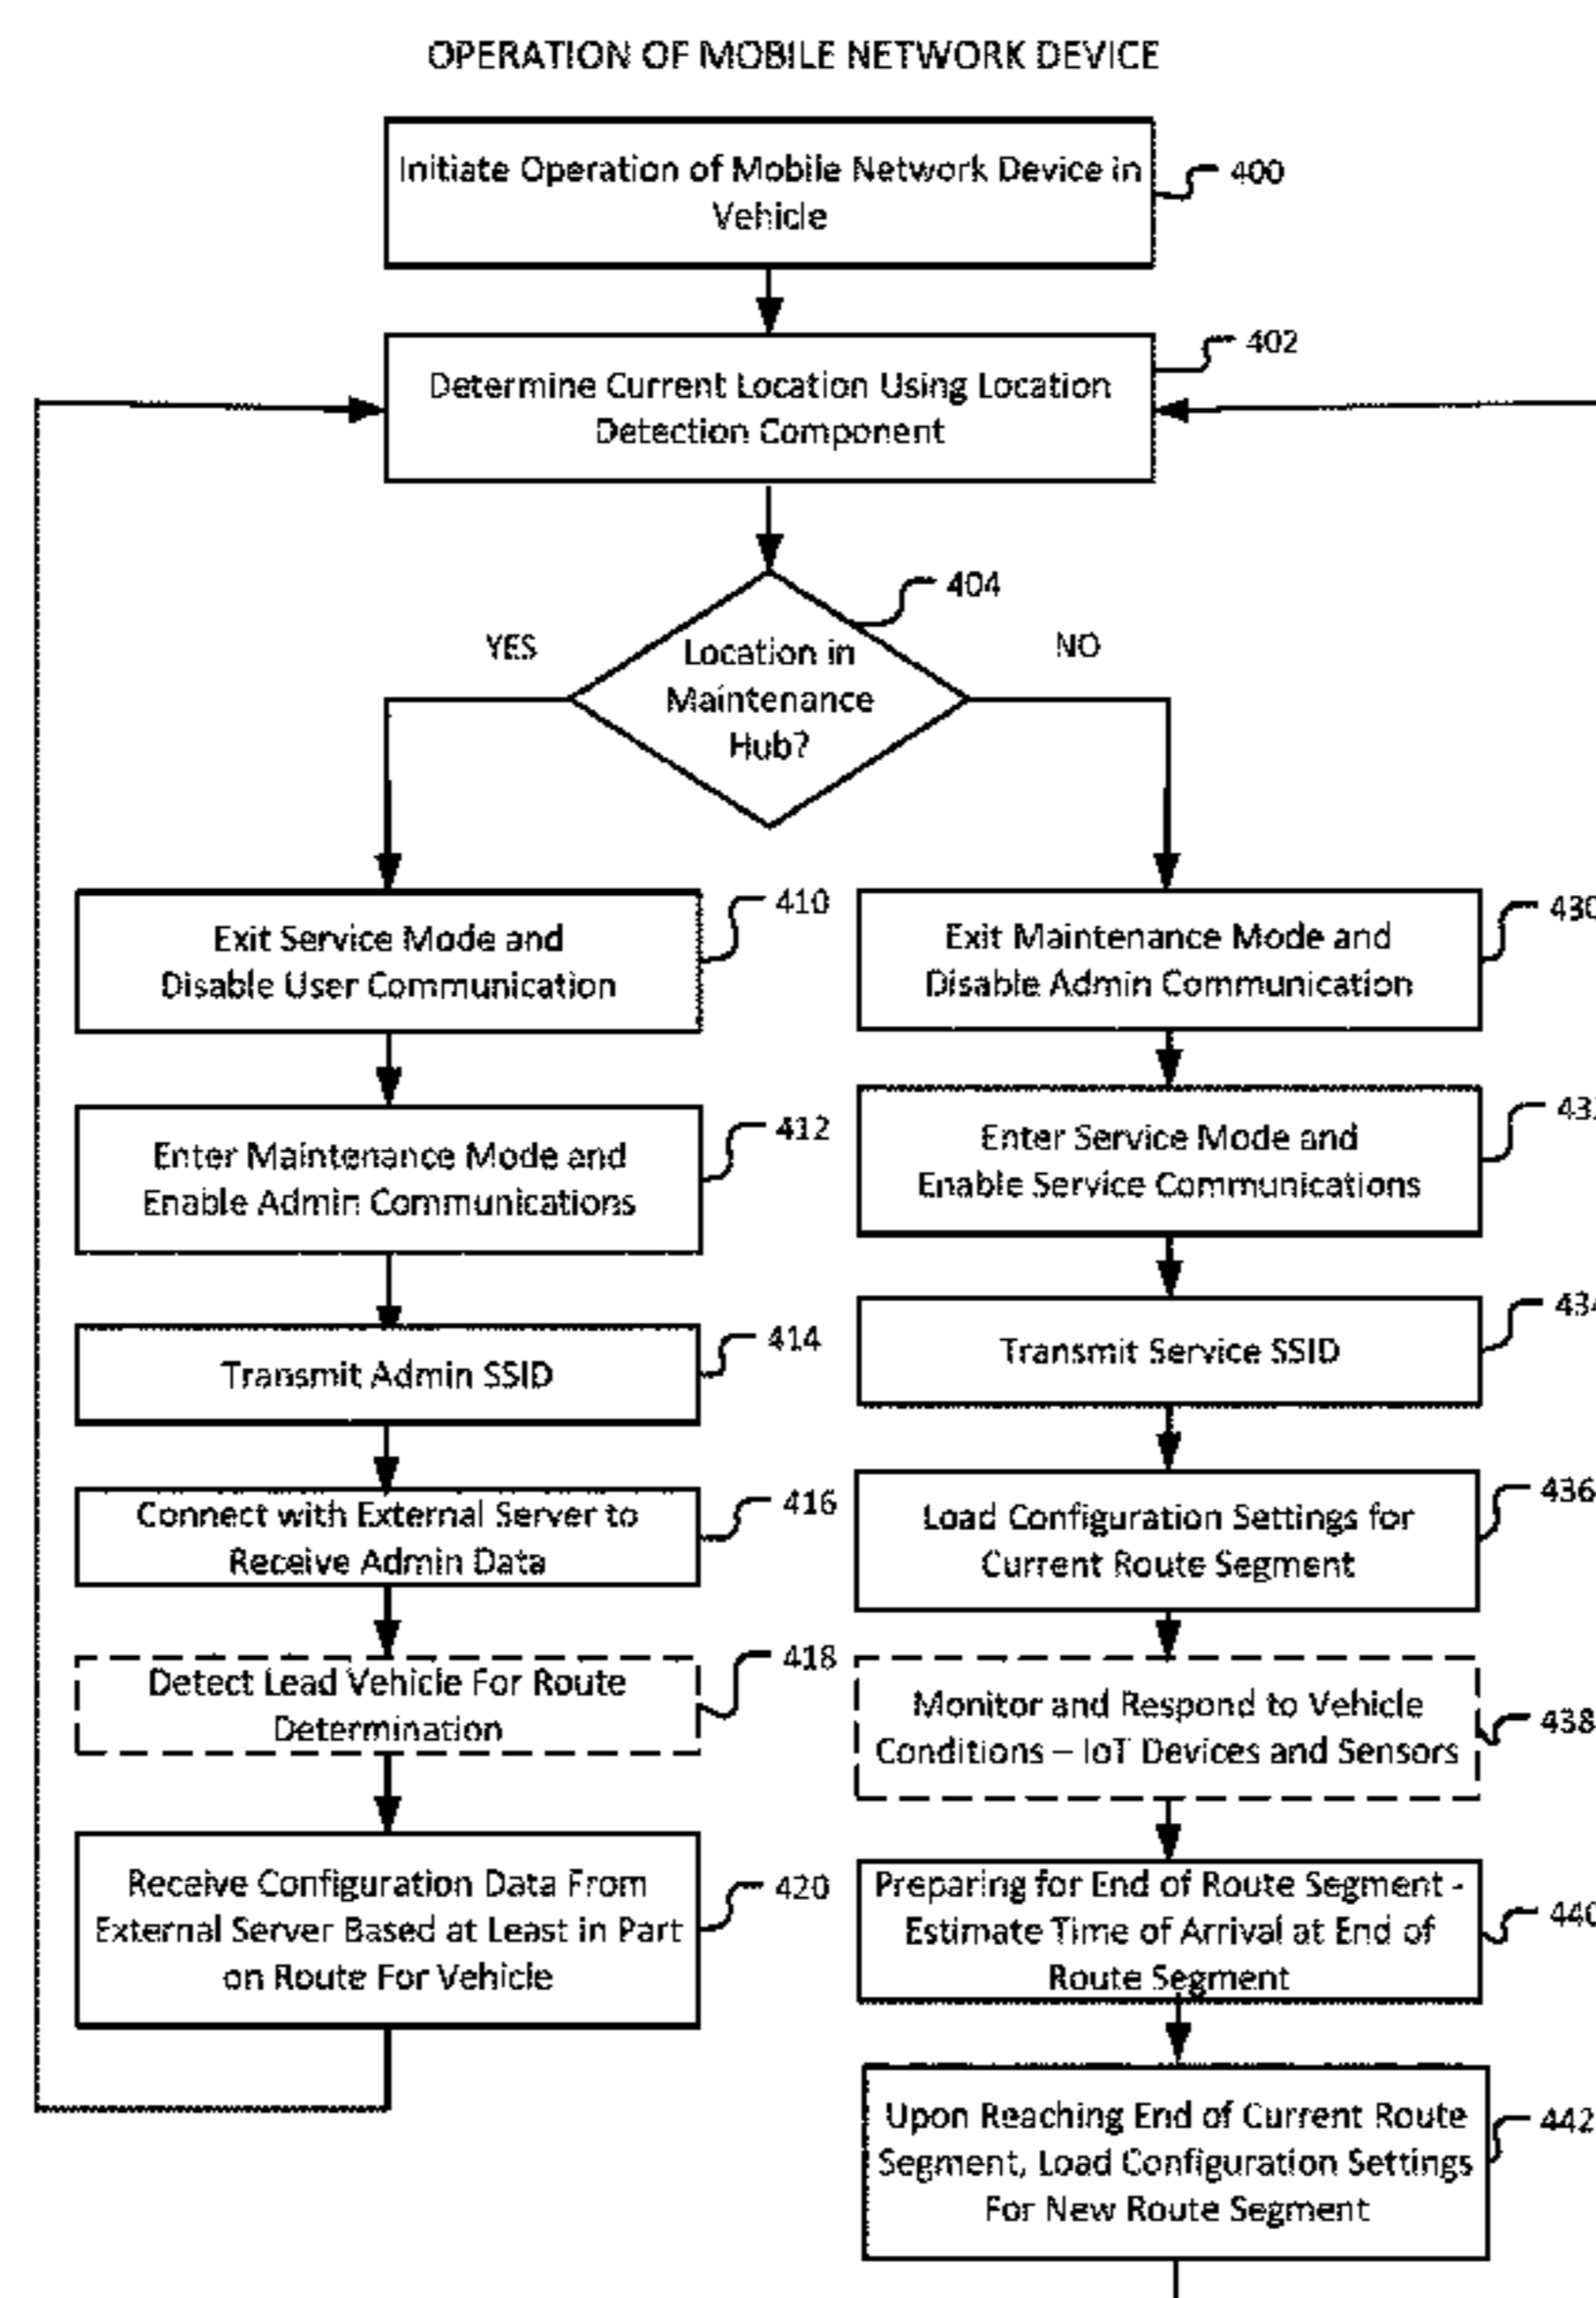 OPERATION OF MOBILE NETWORK DEVICE
Initiate Operation of Mobile Network Device in
Vehicle
400
402
Determine Current Location Using Location
Detection Component
404
YES
NO
Location in
Maintenance
Hub?
410
Exit Service Mode and
Disable User Communication
412
Enter Maintenance Mode and
Enable Admin Communications
414
Transmit Admin SSID
416
Connect with External Server to
Receive Admin Data
418
Detect Lead Vehicle For Route
Determination
420
Receive Configuration Data From
External Server Based at Least in Part
on Route For Vehicle
430
Exit Maintenance Mode and
Disable Admin Communication
Enter Service Mode and
Enable Service Communications
434
Transmit Service SSID
436
Load Configuration Settings for
Current Route Segment
438
Monitor and Respond to Vehicle
Conditions – IoT Devices and Sensors
440
Preparing for End of Route Segment -
Estimate Time of Arrival at End of
Route Segment
442
Upon Reaching End of Current Route
Segment, Load Configuration Settings
For New Route Segment